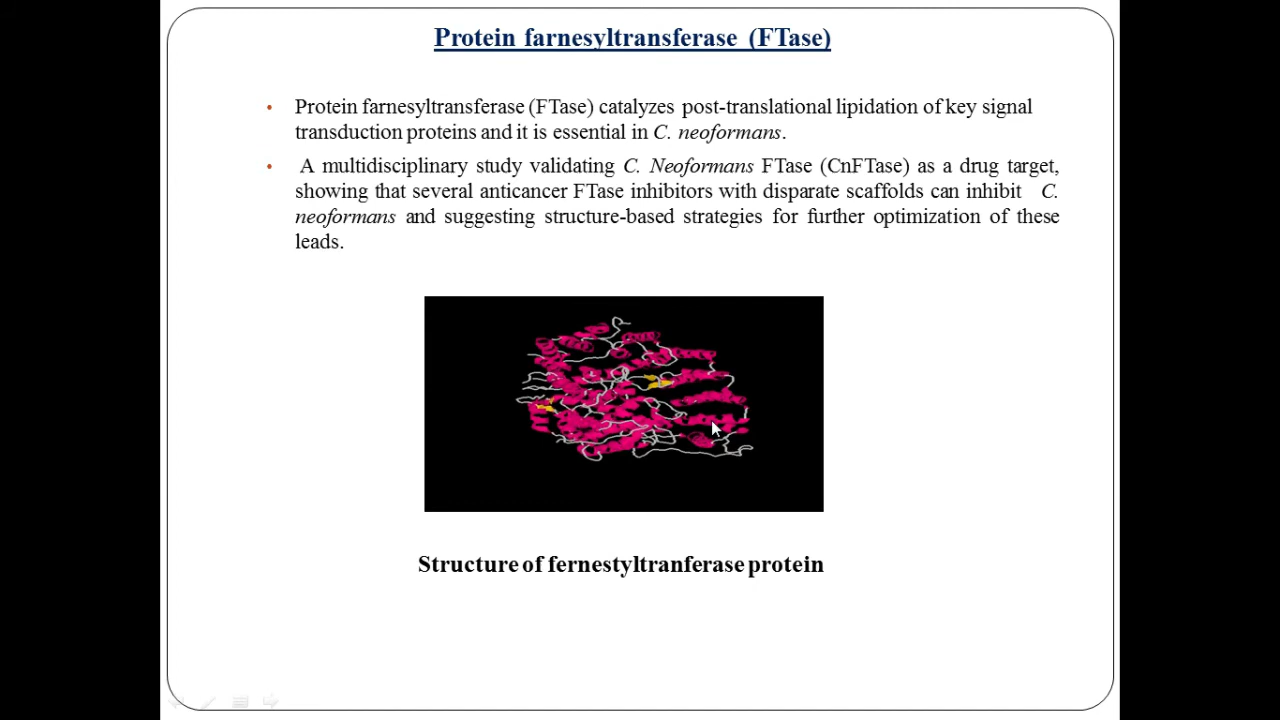 Protein farnesyltransferase (FTase)
• Protein farnesyltransferase (FTase) catalyzes post-translational lipidation of key signal
transduction proteins and it is essential in C. neoformans.
• A multidisciplinary study validating C. Neoformans FTase (CnFTase) as a drug target,
showing that several anticancer FTase inhibitors with disparate scaffolds can inhibit C.
neoformans and suggesting structure-based strategies for further optimization of these
leads.
Structure of fernestyltranferase protein